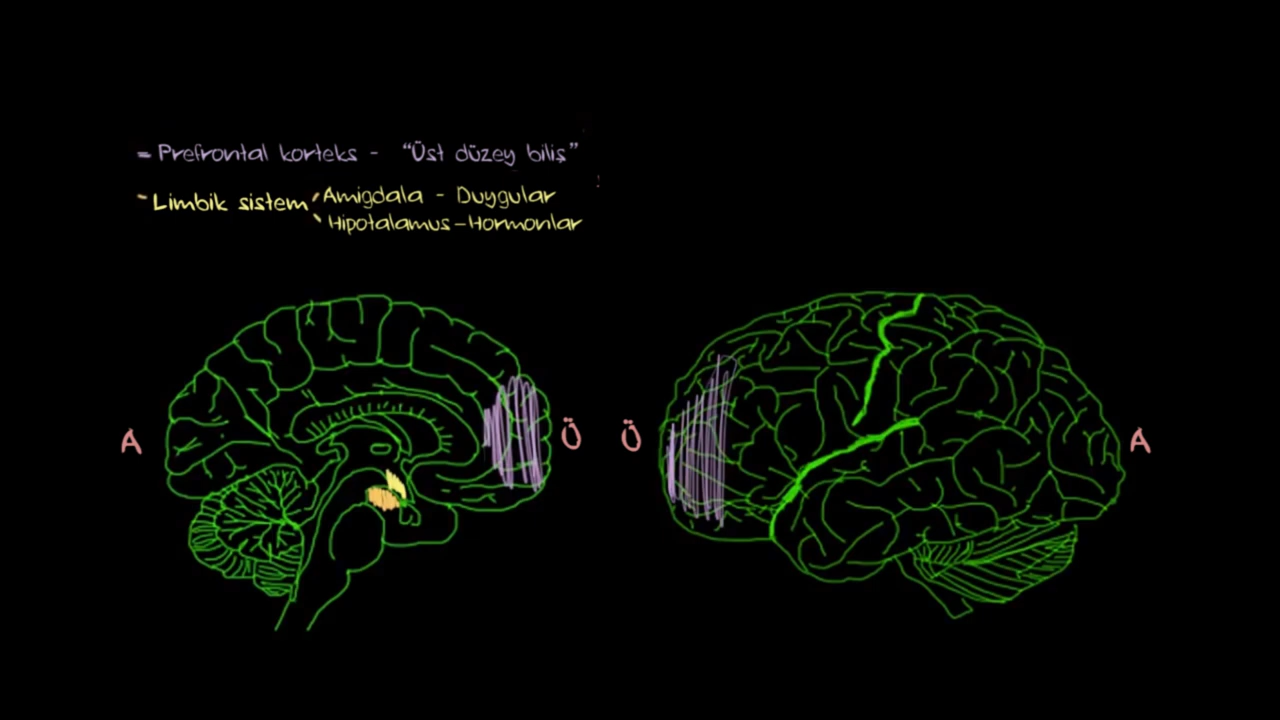 - Prefrontal korteks - "Üst düzey biliş"
- Limbik sistem
Amigdala - Duygular
Hipotalamus - Hormonlar
A
Ü
Ü
A